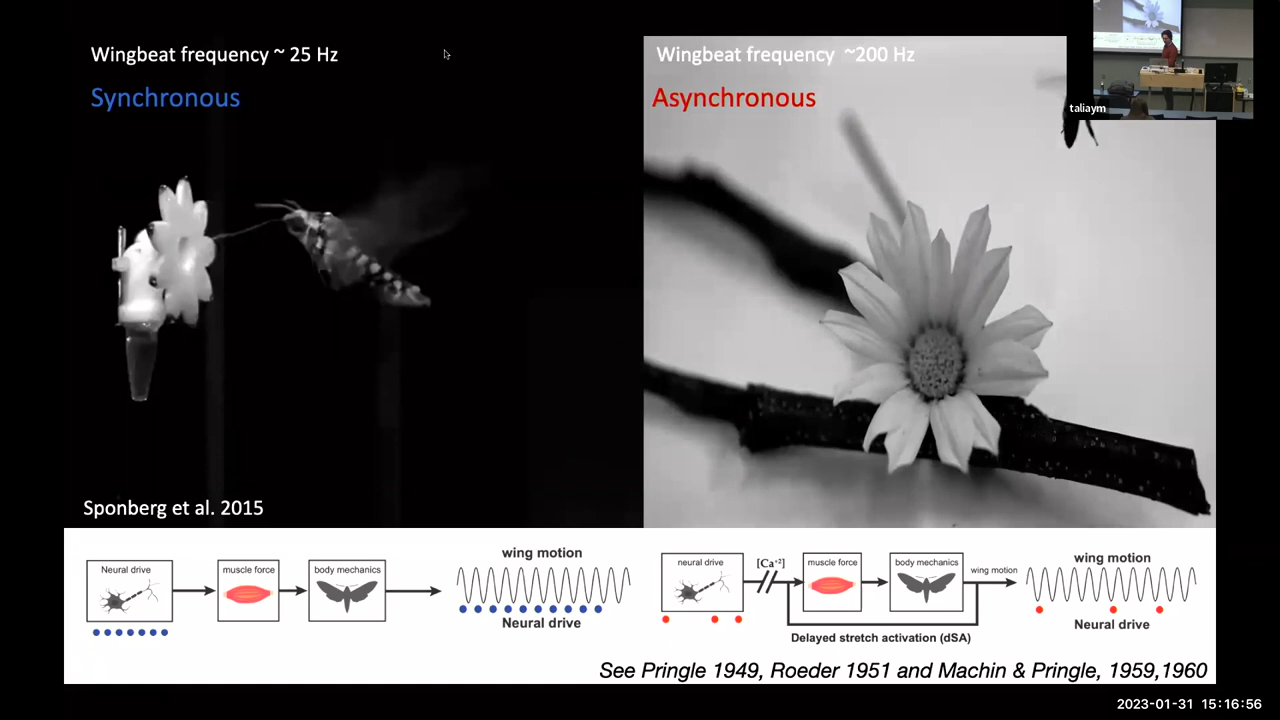 Wingbeat frequency ~ 25 Hz
Synchronous
Sponberg et al. 2015
Wingbeat frequency ~200 Hz
Asynchronous
taliaym
Neural drive
muscle force
body mechanics
wing motion
Neural drive
neural drive
[Ca⁺²]
muscle force
body mechanics
wing motion
Delayed stretch activation (dSA)
wing motion
Neural drive
See Pringle 1949, Roeder 1951 and Machin & Pringle, 1959,1960
2023-01-31 15:16:56